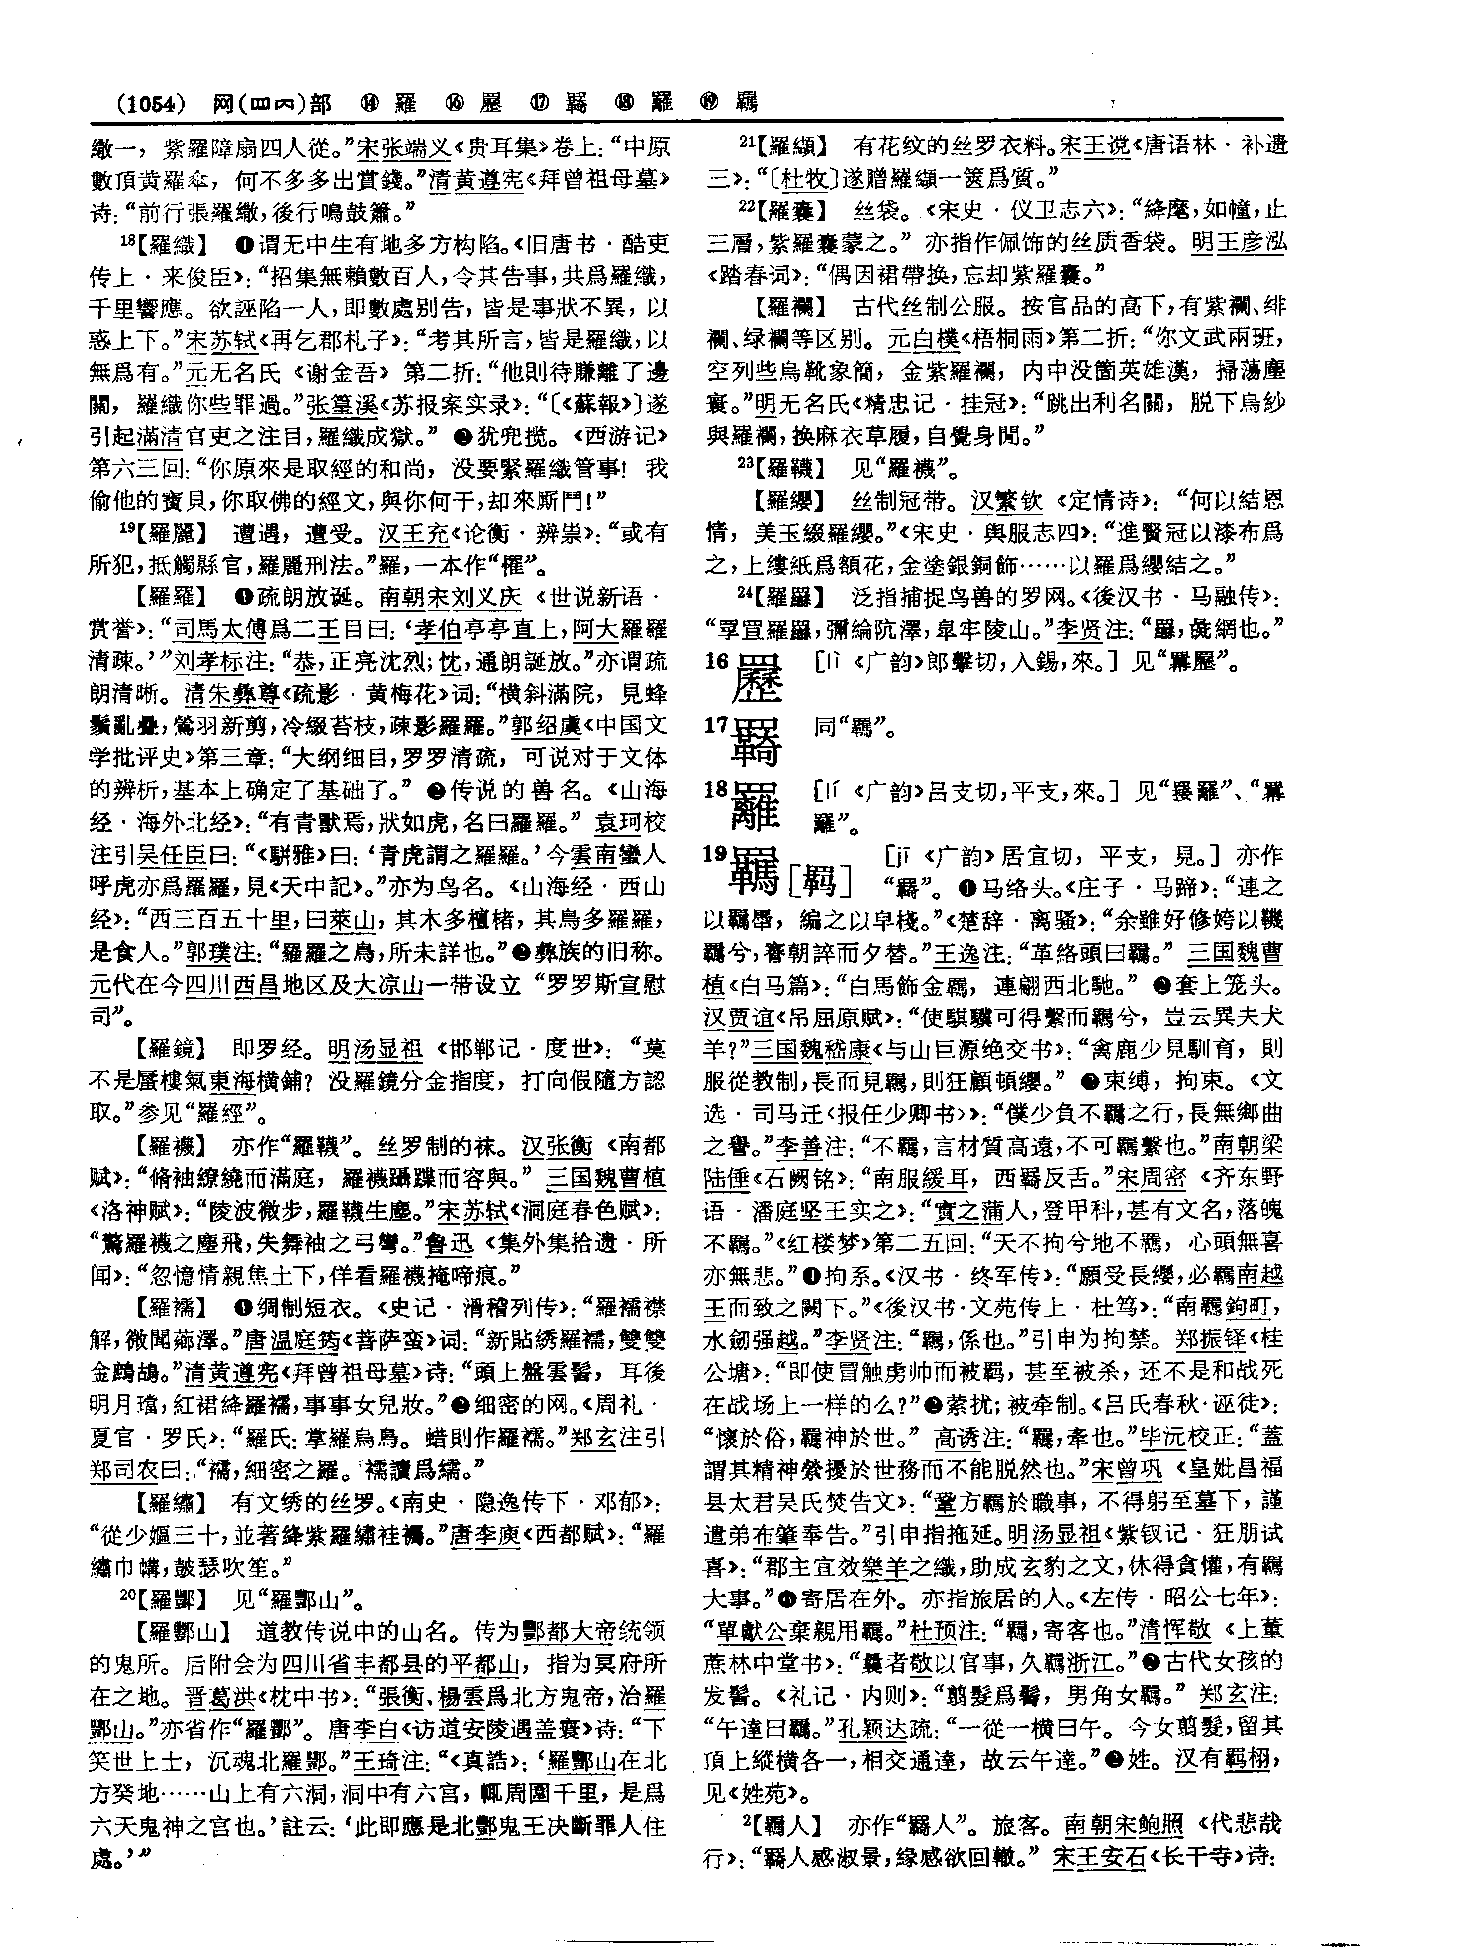 (1054) 网(罒𦉰)部 ⑭羅 ⑯䍥 ⑰羇 ⑱䍦 ⑲羈
繖一，紫羅障扇四人從。”宋张端义《贵耳集》卷上：“中原
數頂黄羅傘，何不多多出賞錢。”清黄遵宪《拜曾祖母墓》
诗：“前行張羅繖，後行鳴鼓簫。”
18【羅織】 ❶谓无中生有地多方构陷。《旧唐书·酷吏
传上·来俊臣》：“招集無賴數百人，令其告事，共爲羅織，
千里響應。欲誣陷一人，即數處别告，皆是事狀不異，以
惑上下。”宋苏轼《再乞郡札子》：“考其所言，皆是羅織，以
無爲有。”元无名氏《谢金吾》第二折：“他則待賺離了邊
關，羅織你些罪過。”张篁溪《苏报案实录》：“〔《蘇報》〕遂
引起滿清官吏之注目，羅織成獄。” ❷犹兜揽。《西游记》
第六三回：“你原來是取經的和尚，没要緊羅織管事！我
偷他的寳貝，你取佛的經文，與你何干，却來厮鬥！”
19【羅麗】 遭遇，遭受。汉王充《论衡·辨祟》：“或有
所犯，抵觸縣官，羅麗刑法。”羅，一本作“罹”。
【羅羅】 ❶疏朗放诞。南朝宋刘义庆《世说新语·
赏誉》：“司馬太傅爲二王目曰：‘孝伯亭亭直上，阿大羅羅
清疎。’”刘孝标注：“恭，正亮沈烈；忱，通朗誕放。”亦谓疏
朗清晰。清朱彝尊《疏影·黄梅花》词：“横斜滿院，見蜂
鬚亂疊，鶯羽新剪，冷綴苔枝，疎影羅羅。”郭绍虞《中国文
学批评史》第三章：“大纲细目，罗罗清疏，可说对于文体
的辨析，基本上确定了基础了。” ❷传说的兽名。《山海
经·海外北经》：“有青獸焉，狀如虎，名曰羅羅。” 袁珂校
注引吴任臣曰：“《駢雅》曰：‘青虎謂之羅羅。’今雲南蠻人
呼虎亦爲羅羅，見《天中記》。”亦为鸟名。《山海经·西山
经》：“西三百五十里，曰萊山，其木多檀楮，其鳥多羅羅，
是食人。”郭璞注：“羅羅之鳥，所未詳也。”❸彝族的旧称。
元代在今四川西昌地区及大凉山一带设立“罗罗斯宣慰
司”。
【羅鏡】 即罗经。明汤显祖《邯郸记·度世》：“莫
不是蜃樓氣東海横鋪？没羅鏡分金指度，打向假隨方認
取。”参见“羅經”。
【羅襪】 亦作“羅韈”。丝罗制的袜。汉张衡《南都
赋》：“脩袖繚繞而滿庭，羅襪躡蹀而容與。” 三国魏曹植
《洛神赋》：“陵波微步，羅韈生塵。”宋苏轼《洞庭春色赋》：
“驚羅襪之塵飛，失舞袖之弓彎。”鲁迅《集外集拾遗·所
闻》：“忽憶情親焦土下，佯看羅襪掩啼痕。”
【羅襦】 ❶绸制短衣。《史记·滑稽列传》：“羅襦襟
解，微聞薌澤。”唐温庭筠《菩萨蛮》词：“新貼綉羅襦，雙雙
金鷓鴣。”清黄遵宪《拜曾祖母墓》诗：“頭上盤雲髻，耳後
明月璫，紅裙絳羅襦，事事女兒妝。”❷细密的网。《周礼·
夏官·罗氏》：“羅氏：掌羅烏鳥。蜡則作羅襦。”郑玄注引
郑司农曰：“襦，細密之羅。襦讀爲繻。”
【羅繡】 有文绣的丝罗。《南史·隐逸传下·邓郁》：
“從少嫗三十，並著絳紫羅繡袿襡。”唐李庾《西都赋》：“羅
繡巾幬，皷瑟吹笙。”
20【羅酆】 见“羅酆山”。
【羅酆山】 道教传说中的山名。传为酆都大帝统领
的鬼所。后附会为四川省丰都县的平都山，指为冥府所
在之地。晋葛洪《枕中书》：“張衡、楊雲爲北方鬼帝，治羅
酆山。”亦省作“羅酆”。唐李白《访道安陵遇盖寰》诗：“下
笑世上士，沉魂北羅酆。”王琦注：“《真誥》：‘羅酆山在北
方癸地……山上有六洞，洞中有六宫，輒周圍千里，是爲
六天鬼神之宫也。’註云：‘此即應是北酆鬼王决斷罪人住
處。’”
21【羅纈】 有花纹的丝罗衣料。宋王谠《唐语林·补遗
三》：“〔杜牧〕遂贈羅纈一篋爲質。”
22【羅囊】 丝袋。《宋史·仪卫志六》：“絳麾，如幢，止
三層，紫羅囊蒙之。” 亦指作佩饰的丝质香袋。明王彦泓
《踏春词》：“偶因裙帶换，忘却紫羅囊。”
【羅襴】 古代丝制公服。按官品的高下，有紫襴、绯
襴、绿襴等区别。元白樸《梧桐雨》第二折：“你文武兩班，
空列些烏靴象簡，金紫羅襴，内中没箇英雄漢，掃蕩塵
寰。”明无名氏《精忠记·挂冠》：“跳出利名關，脱下烏紗
與羅襴，换麻衣草履，自覺身閒。”
23【羅韈】 见“羅襪”。
【羅纓】 丝制冠带。汉繁钦《定情诗》：“何以結恩
情，美玉綴羅纓。”《宋史·舆服志四》：“進賢冠以漆布爲
之，上縷紙爲額花，金塗銀銅飾……以羅爲纓結之。”
24【羅羉】 泛指捕捉鸟兽的罗网。《後汉书·马融传》：
“罦罝羅羉，彌綸阬澤，皐牢陵山。”李贤注：“羉，彘網也。”
16䍥 [lì《广韵》郎擊切，入錫，來。] 见“羃䍥”。
17羇 同“羈”。
18䍦 [lí《广韵》吕支切，平支，來。] 见“接䍦”、“羃
䍦”。
19羈[羁] [jī《广韵》居宜切，平支，見。] 亦作
“羇”。❶马络头。《庄子·马蹄》：“連之
以羈馽，編之以皁棧。”《楚辞·离骚》：“余雖好修姱以鞿
羈兮，謇朝誶而夕替。”王逸注：“革絡頭曰羈。” 三国魏曹
植《白马篇》：“白馬飾金羈，連翩西北馳。” ❷套上笼头。
汉贾谊《吊屈原赋》：“使騏驥可得繫而羈兮，豈云異夫犬
羊？”三国魏嵇康《与山巨源绝交书》：“禽鹿少見馴育，則
服從教制，長而見羈，則狂顧頓纓。” ❸束缚，拘束。《文
选·司马迁〈报任少卿书〉》：“僕少負不羈之行，長無鄉曲
之譽。”李善注：“不羈，言材質高遠，不可羈繫也。”南朝梁
陆倕《石阙铭》：“南服緩耳，西羇反舌。”宋周密《齐东野
语·潘庭坚王实之》：“實之蒲人，登甲科，甚有文名，落魄
不羈。”《红楼梦》第二五回：“天不拘兮地不羈，心頭無喜
亦無悲。”❹拘系。《汉书·终军传》：“願受長纓，必羈南越
王而致之闕下。”《後汉书·文苑传上·杜笃》：“南羈鉤町，
水劒强越。”李贤注：“羈，係也。”引申为拘禁。郑振铎《桂
公塘》：“即使冒触虏帅而被羁，甚至被杀，还不是和战死
在战场上一样的么？”❺萦扰；被牵制。《吕氏春秋·诬徒》：
“懷於俗，羈神於世。” 高诱注：“羈，牽也。”毕沅校正：“蓋
謂其精神縈擾於世務而不能脱然也。”宋曾巩《皇妣昌福
县太君吴氏焚告文》：“鞏方羈於職事，不得躬至墓下，謹
遣弟布肇奉告。”引申指拖延。明汤显祖《紫钗记·狂朋试
喜》：“郡主宜效樂羊之織，助成玄豹之文，休得貪懽，有羈
大事。”❻寄居在外。亦指旅居的人。《左传·昭公七年》：
“單獻公棄親用羈。”杜预注：“羈，寄客也。”清恽敬《上董
蔗林中堂书》：“曩者敬以官事，久羈浙江。”❼古代女孩的
发髻。《礼记·内则》：“翦髮爲鬌，男角女羈。” 郑玄注：
“午達曰羈。”孔颖达疏：“一從一横曰午。今女翦髮，留其
頂上縱横各一，相交通達，故云午達。”❽姓。汉有羁栩，
见《姓苑》。
2【羈人】 亦作“羇人”。旅客。南朝宋鲍照《代悲哉
行》：“羇人感淑景，緣感欲回轍。” 宋王安石《长干寺》诗：